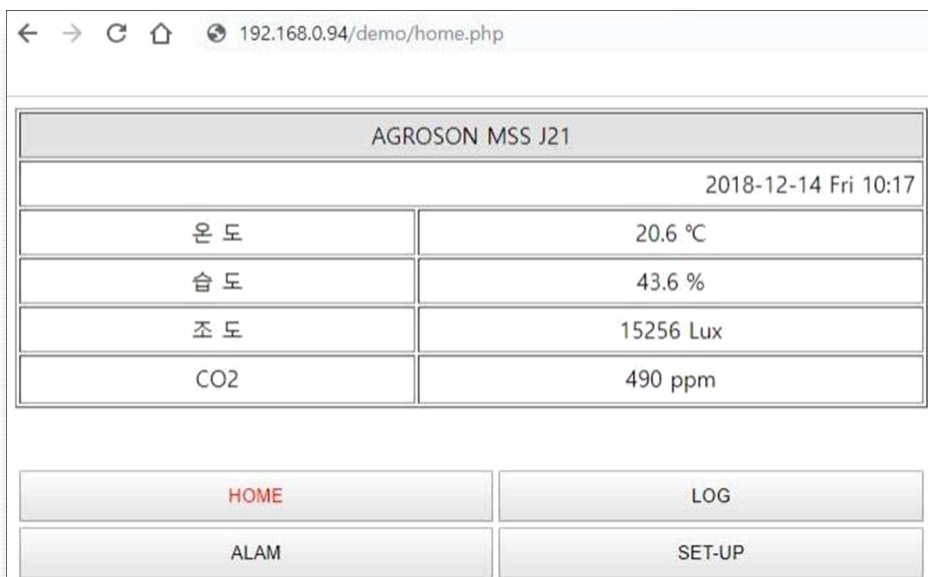 192.168.0.94/demo/home.php
AGROSON MSS J21
2018-12-14 Fri 10:17
온 도 20.6 ℃
습 도 43.6 %
조 도 15256 Lux
CO2 490 ppm
HOME LOG
ALAM SET-UP